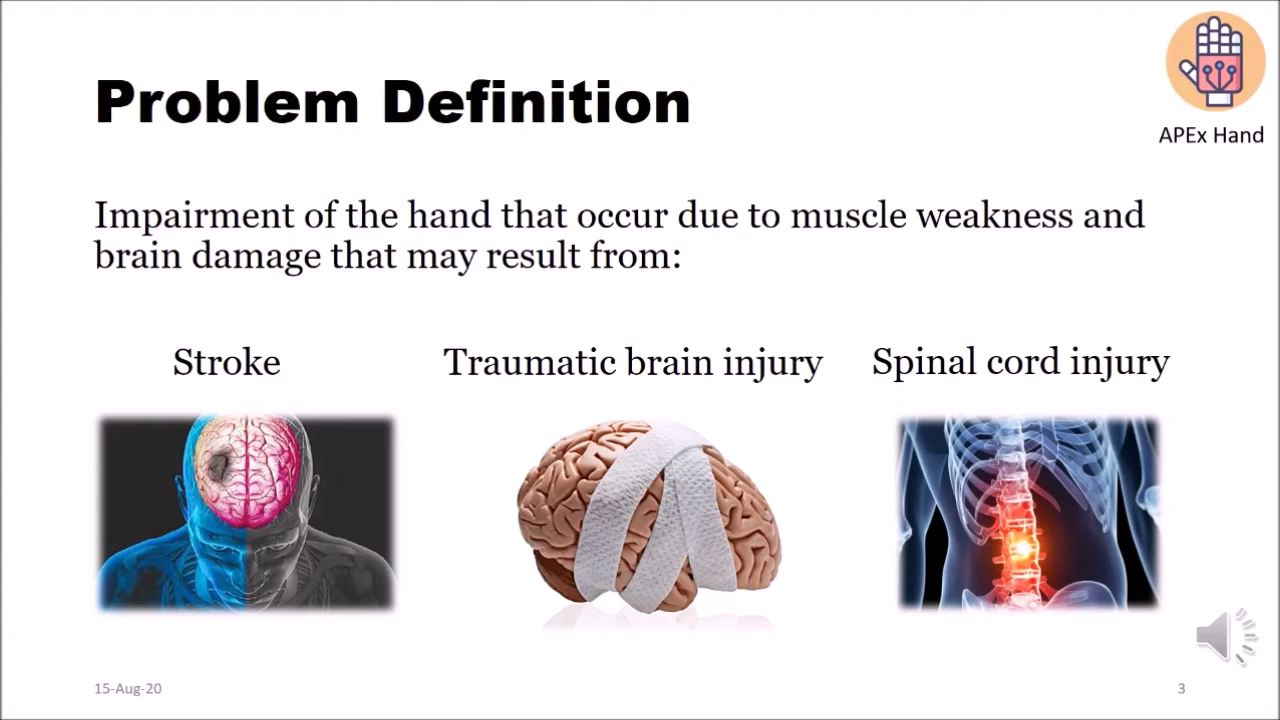 APEx Hand
Problem Definition
Impairment of the hand that occur due to muscle weakness and
brain damage that may result from:
Stroke
Traumatic brain injury
Spinal cord injury
15-Aug-20
3